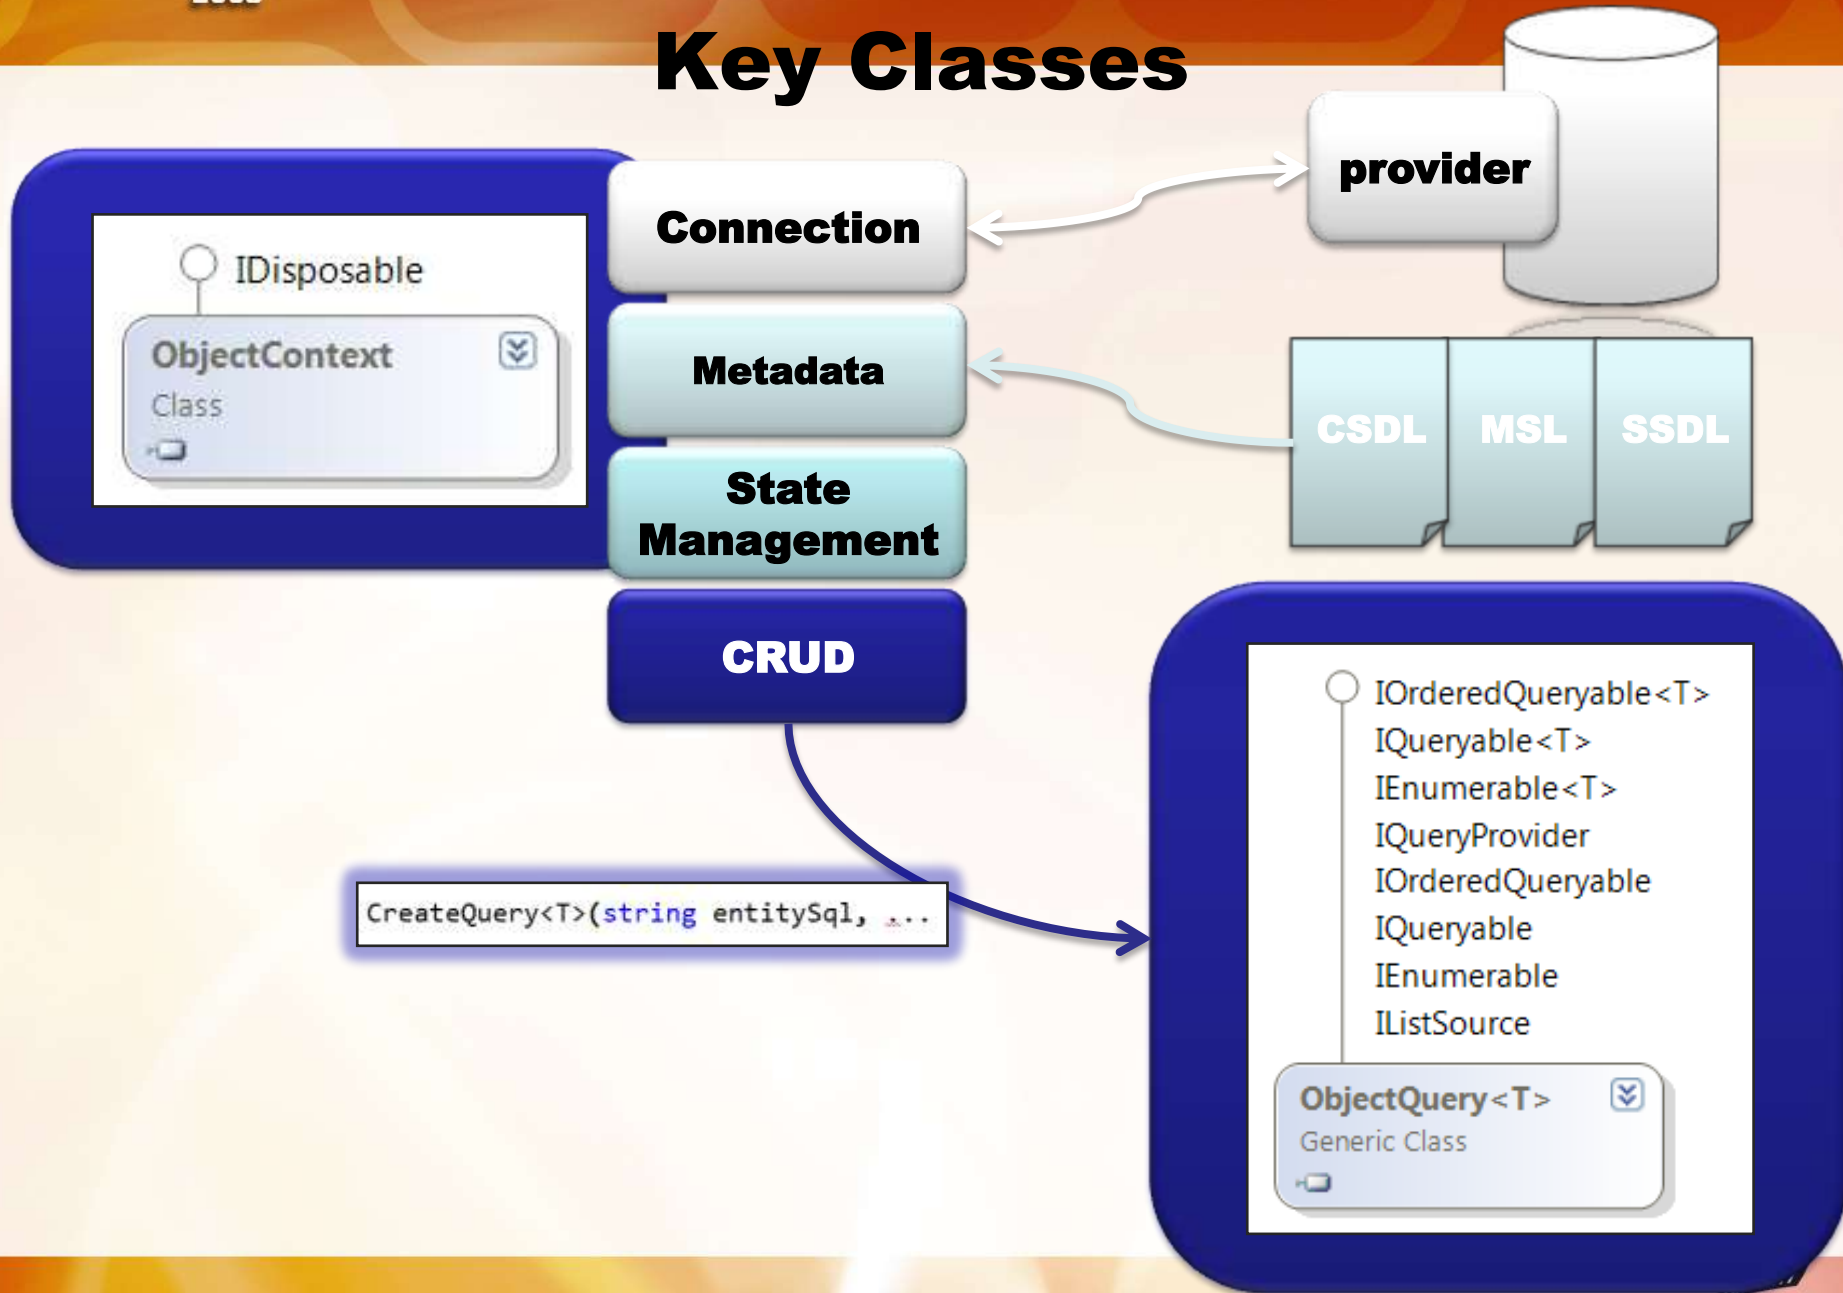 Key Classes
provider
Connection
IDisposable
ObjectContext
Class
Metadata
CSDL
MSL
SSDL
State
Management
CRUD
IOrderedQueryable<T>
IQueryable<T>
IEnumerable<T>
IQueryProvider
IOrderedQueryable
IQueryable
IEnumerable
IListSource
CreateQuery<T>(string entitySql, ...
ObjectQuery<T>
Generic Class